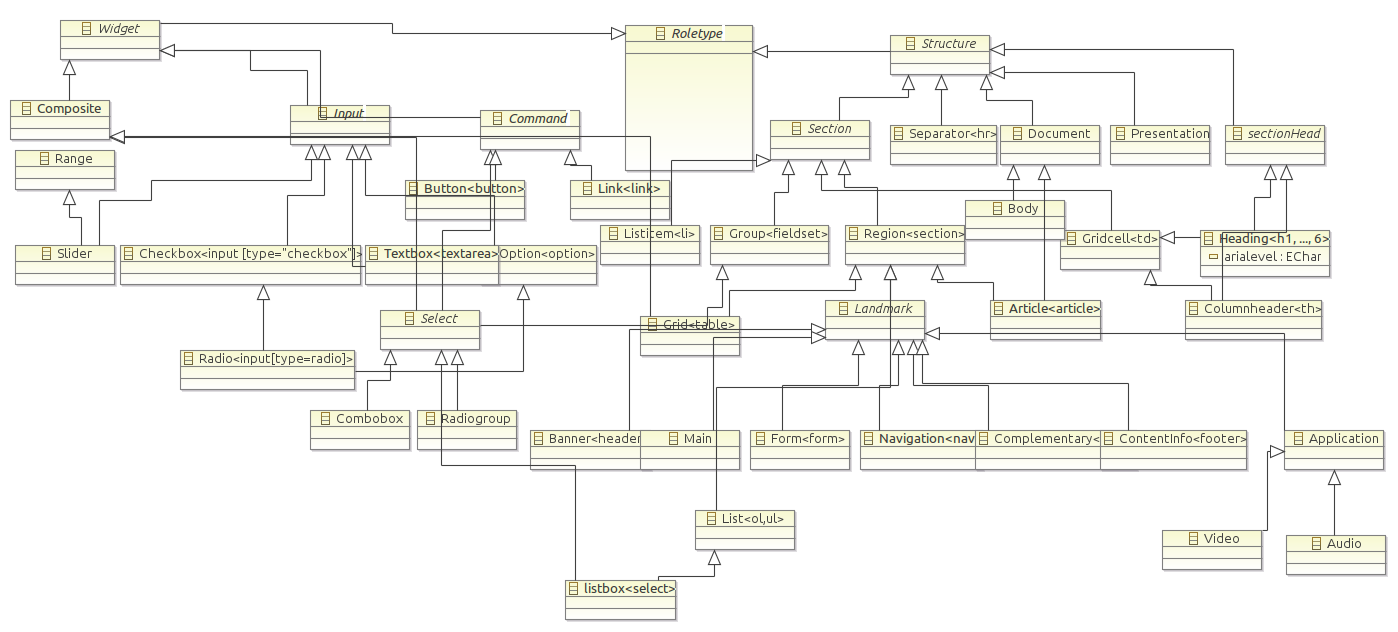 Widget
Roletype
Structure
Composite
Input
Command
Section
Separator<hr>
Document
Presentation
sectionHead
Range
Button<button>
Link<link>
Body
Slider
Checkbox<input [type="checkbox"]>
Textbox<textarea>
Option<option>
Listitem<li>
Group<fieldset>
Region<section>
Gridcell<td>
Heading<h1, ..., 6>
arialevel : EChar
Select
Grid<table>
Landmark
Article<article>
Columnheader<th>
Radio<input[type=radio]>
Combobox
Radiogroup
Banner<header
Main
Form<form>
Navigation<nav
Complementary<
ContentInfo<footer>
Application
List<ol,ul>
Video
Audio
listbox<select>